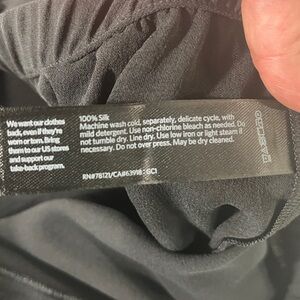 We want our clothes
back, even if they're
worn or torn. Bring
them to our US stores
and support our
take-back program.
100% Silk
Machine wash cold, separately, delicate cycle, with
mild detergent. Use non-chlorine bleach as needed. Do
not tumble dry. Line dry. Use low iron or light steam if
necessary. Do not over press. May be dry cleaned.
RN#78121/CA#63918 : GC1